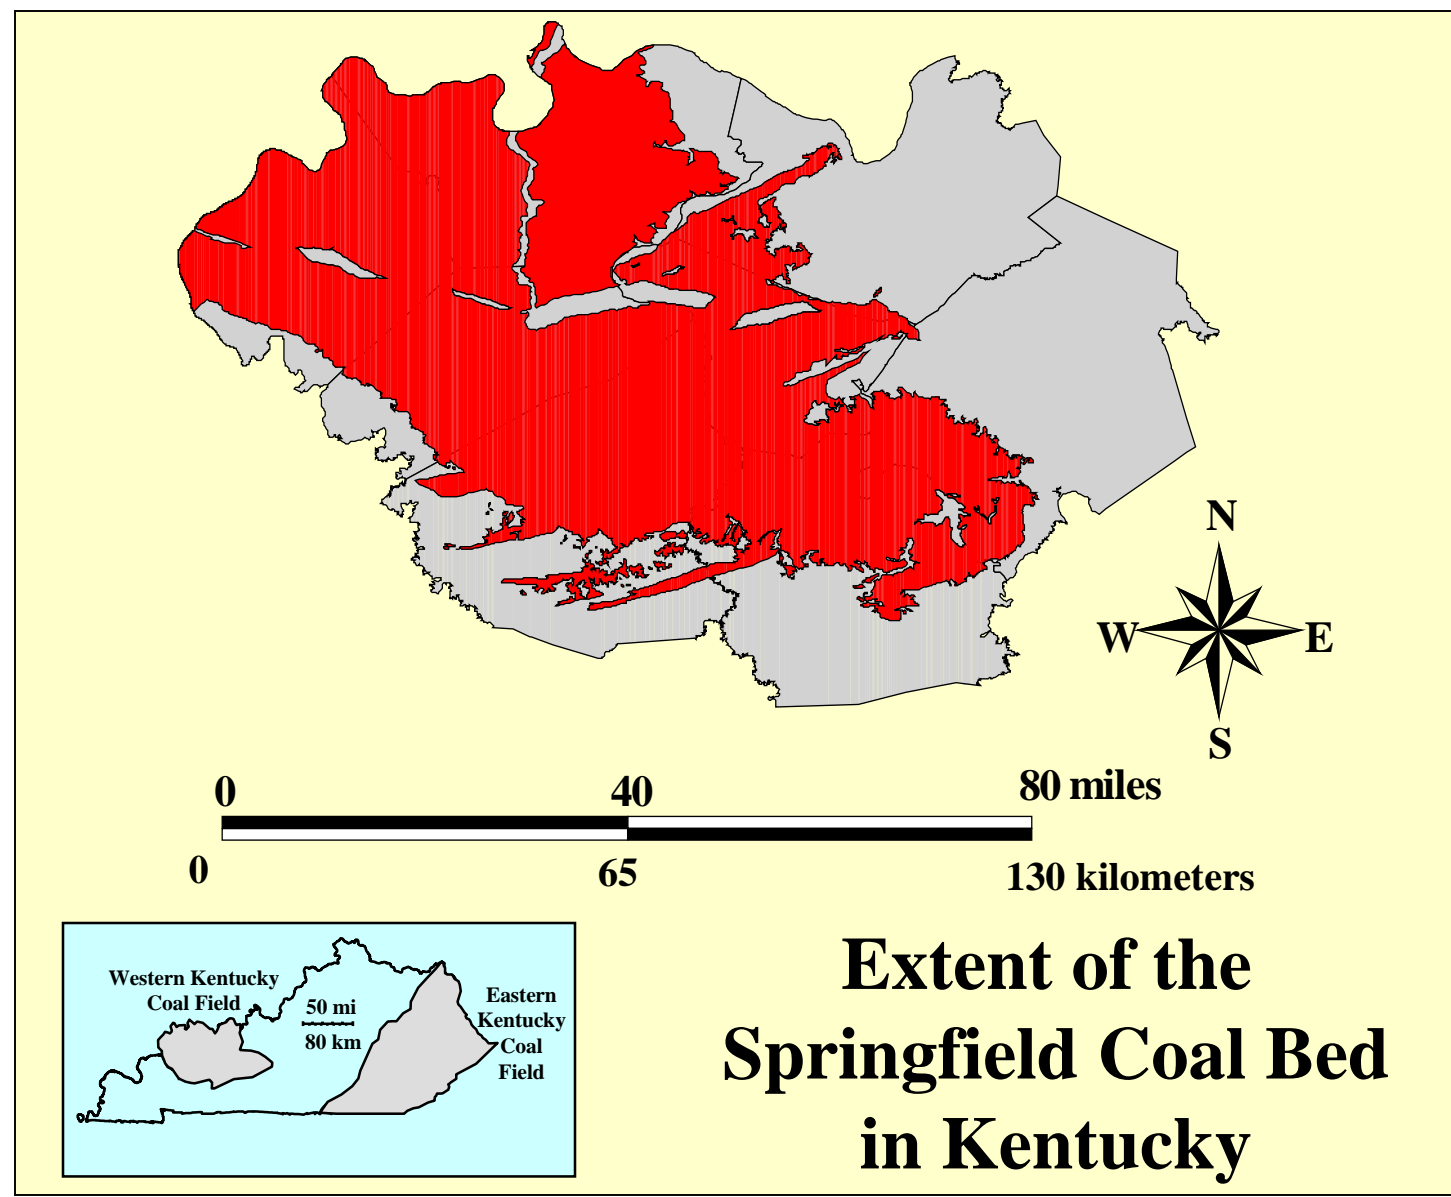 N
W E
S
0 40 80 miles
0 65 130 kilometers
Western Kentucky
Coal Field
50 mi
80 km
Eastern
Kentucky
Coal
Field
Extent of the
Springfield Coal Bed
in Kentucky